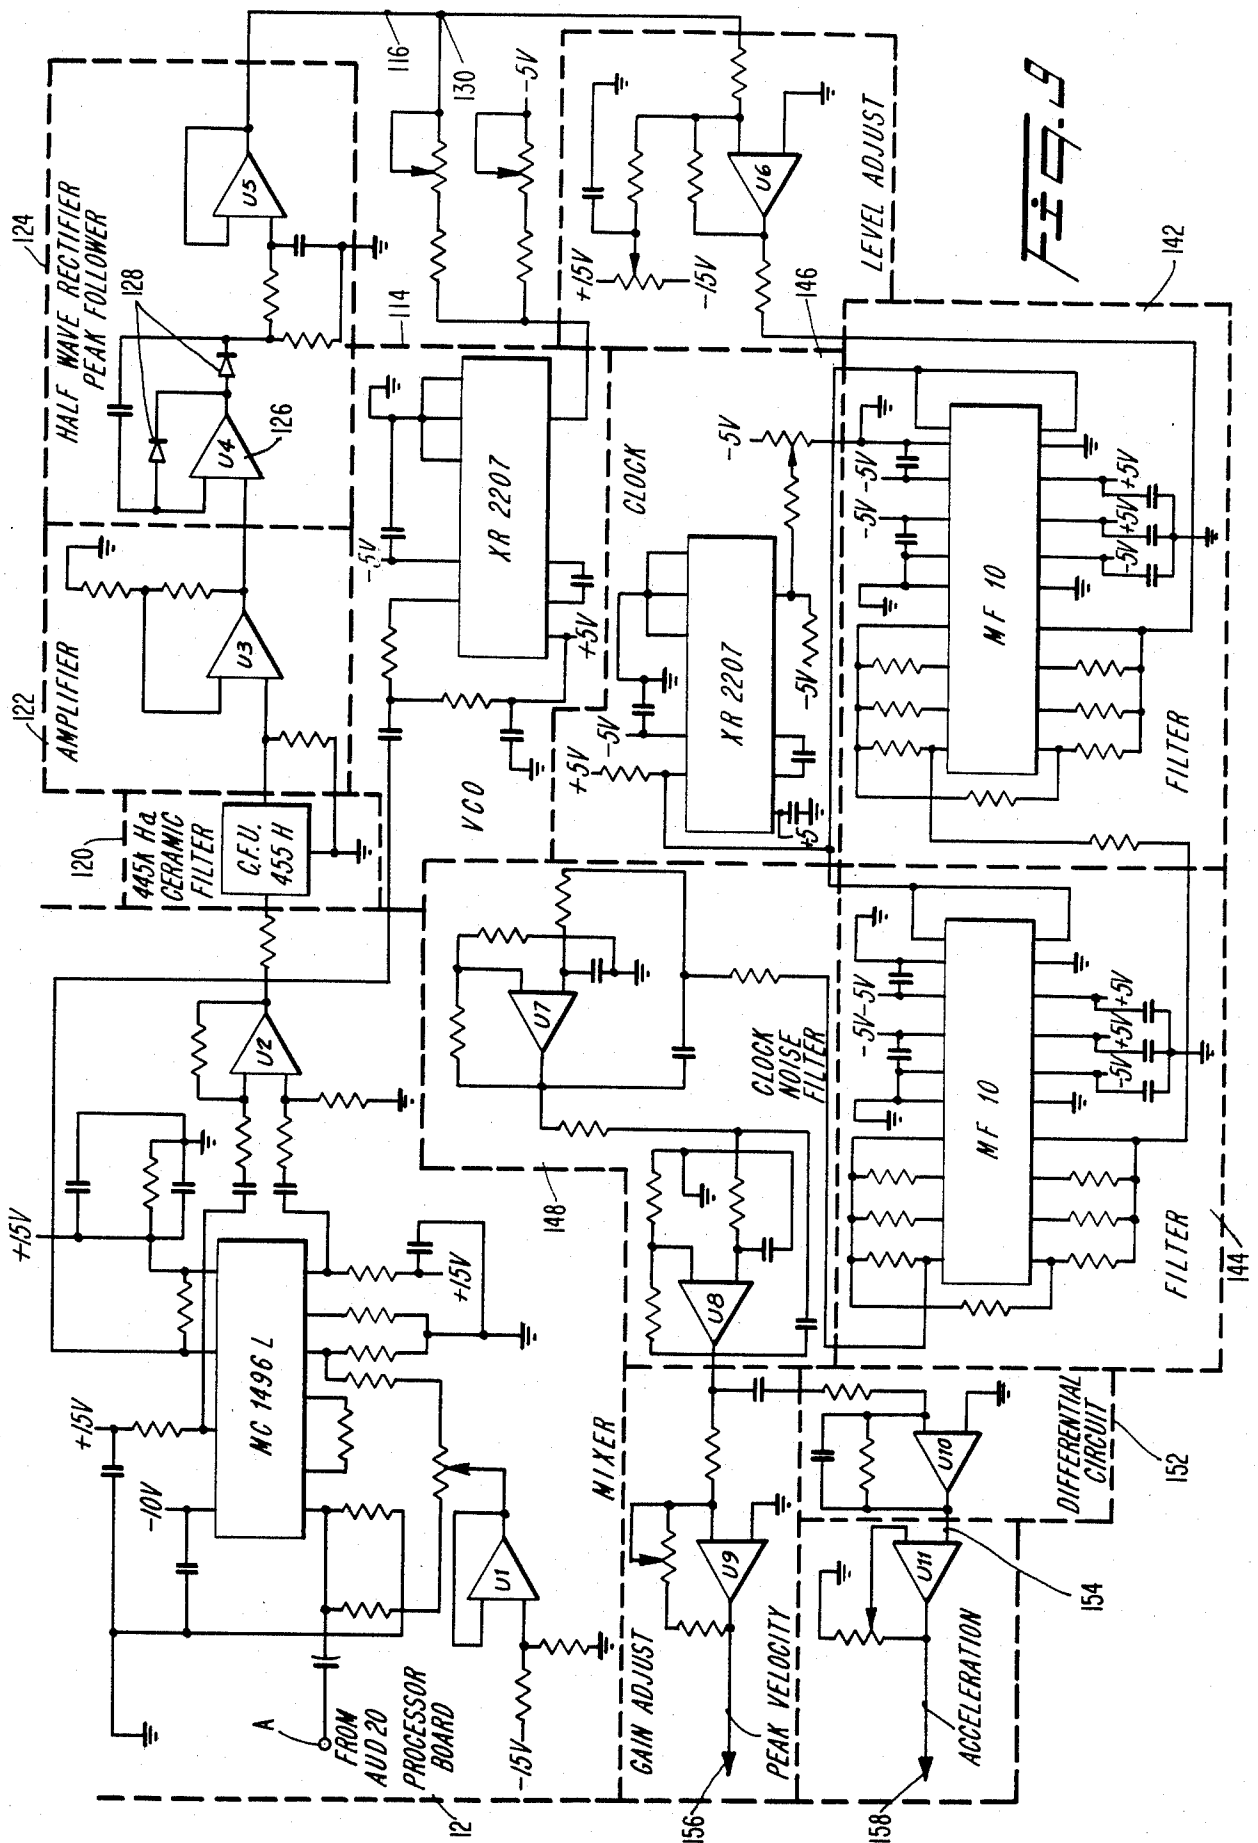 Fig. 9
124
HALF WAVE RECTIFIER
PEAK FOLLOWER
128
U5
U4
126
116
130
-5V
+15V
-15V
U6
LEVEL ADJUST
122
AMPLIFIER
U3
114
-5V
XR 2207
+5V
VCO
146
CLOCK
-5V
-5V
+5V
XR 2207
-5V
+5
142
-5V
-5V
MF 10
+5V
+5V
-5V
FILTER
120
445K Ha
CERAMIC
FILTER
C.F.U.
455 H
U2
+15V
+15V
-10V
MC 1496 L
+15V
U1
-15V
A
FROM
AUD 20
PROCESSOR
BOARD
12
MIXER
U7
CLOCK
NOISE
FILTER
148
U8
-5V
-5V
MF 10
+5V
+5V
-5V
FILTER
144
GAIN ADJUST
U9
PEAK VELOCITY
156
U10
DIFFERENTIAL
CIRCUIT
152
U11
154
ACCELERATION
158